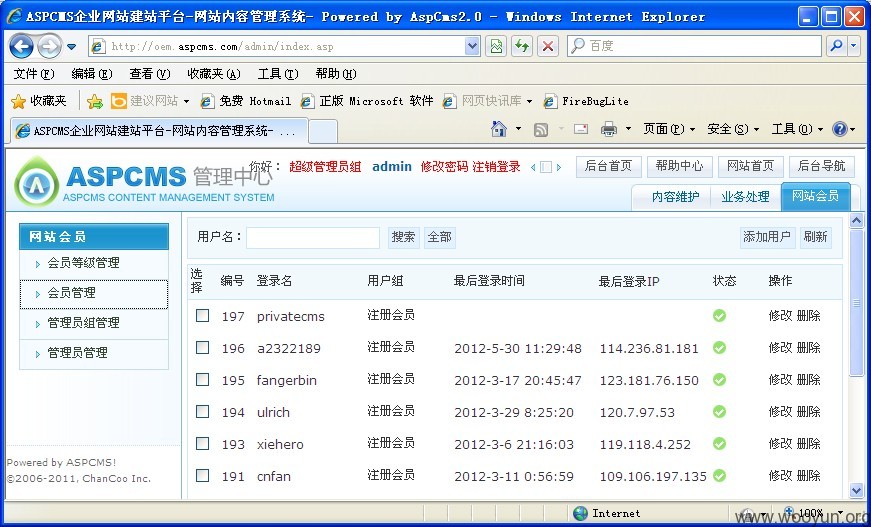 ASPCMS企业网站建站平台-网站内容管理系统- Powered by AspCms2.0 - Windows Internet Explorer
http://oem.aspcms.com/admin/index.asp 百度
文件(F) 编辑(E) 查看(V) 收藏夹(A) 工具(T) 帮助(H)
收藏夹 建议网站 免费 Hotmail 正版 Microsoft 软件 网页快讯库 FireBugLite
ASPCMS企业网站建站平台-网站内容管理系统- ... 页面(P) 安全(S) 工具(O)
ASPCMS 管理中心 你好： 超级管理员组 admin 修改密码 注销登录 后台首页 帮助中心 网站首页 后台导航
ASPCMS CONTENT MANAGEMENT SYSTEM 内容维护 业务处理 网站会员
网站会员
会员等级管理
会员管理
管理员组管理
管理员管理
Powered by ASPCMS!
©2006-2011, ChanCoo Inc.
用户名： 搜索 全部 添加用户 刷新
选择 编号 登录名 用户组 最后登录时间 最后登录IP 状态 操作
197 privatecms 注册会员 修改 删除
196 a2322189 注册会员 2012-5-30 11:29:48 114.236.81.181 修改 删除
195 fangerbin 注册会员 2012-3-17 20:45:47 123.181.76.150 修改 删除
194 ulrich 注册会员 2012-3-29 8:25:20 120.7.97.53 修改 删除
193 xiehero 注册会员 2012-3-6 21:16:03 119.118.4.252 修改 删除
191 cnfan 注册会员 2012-3-11 0:56:59 109.106.197.135 修改 删除
Internet 100%
www.wooyun.org